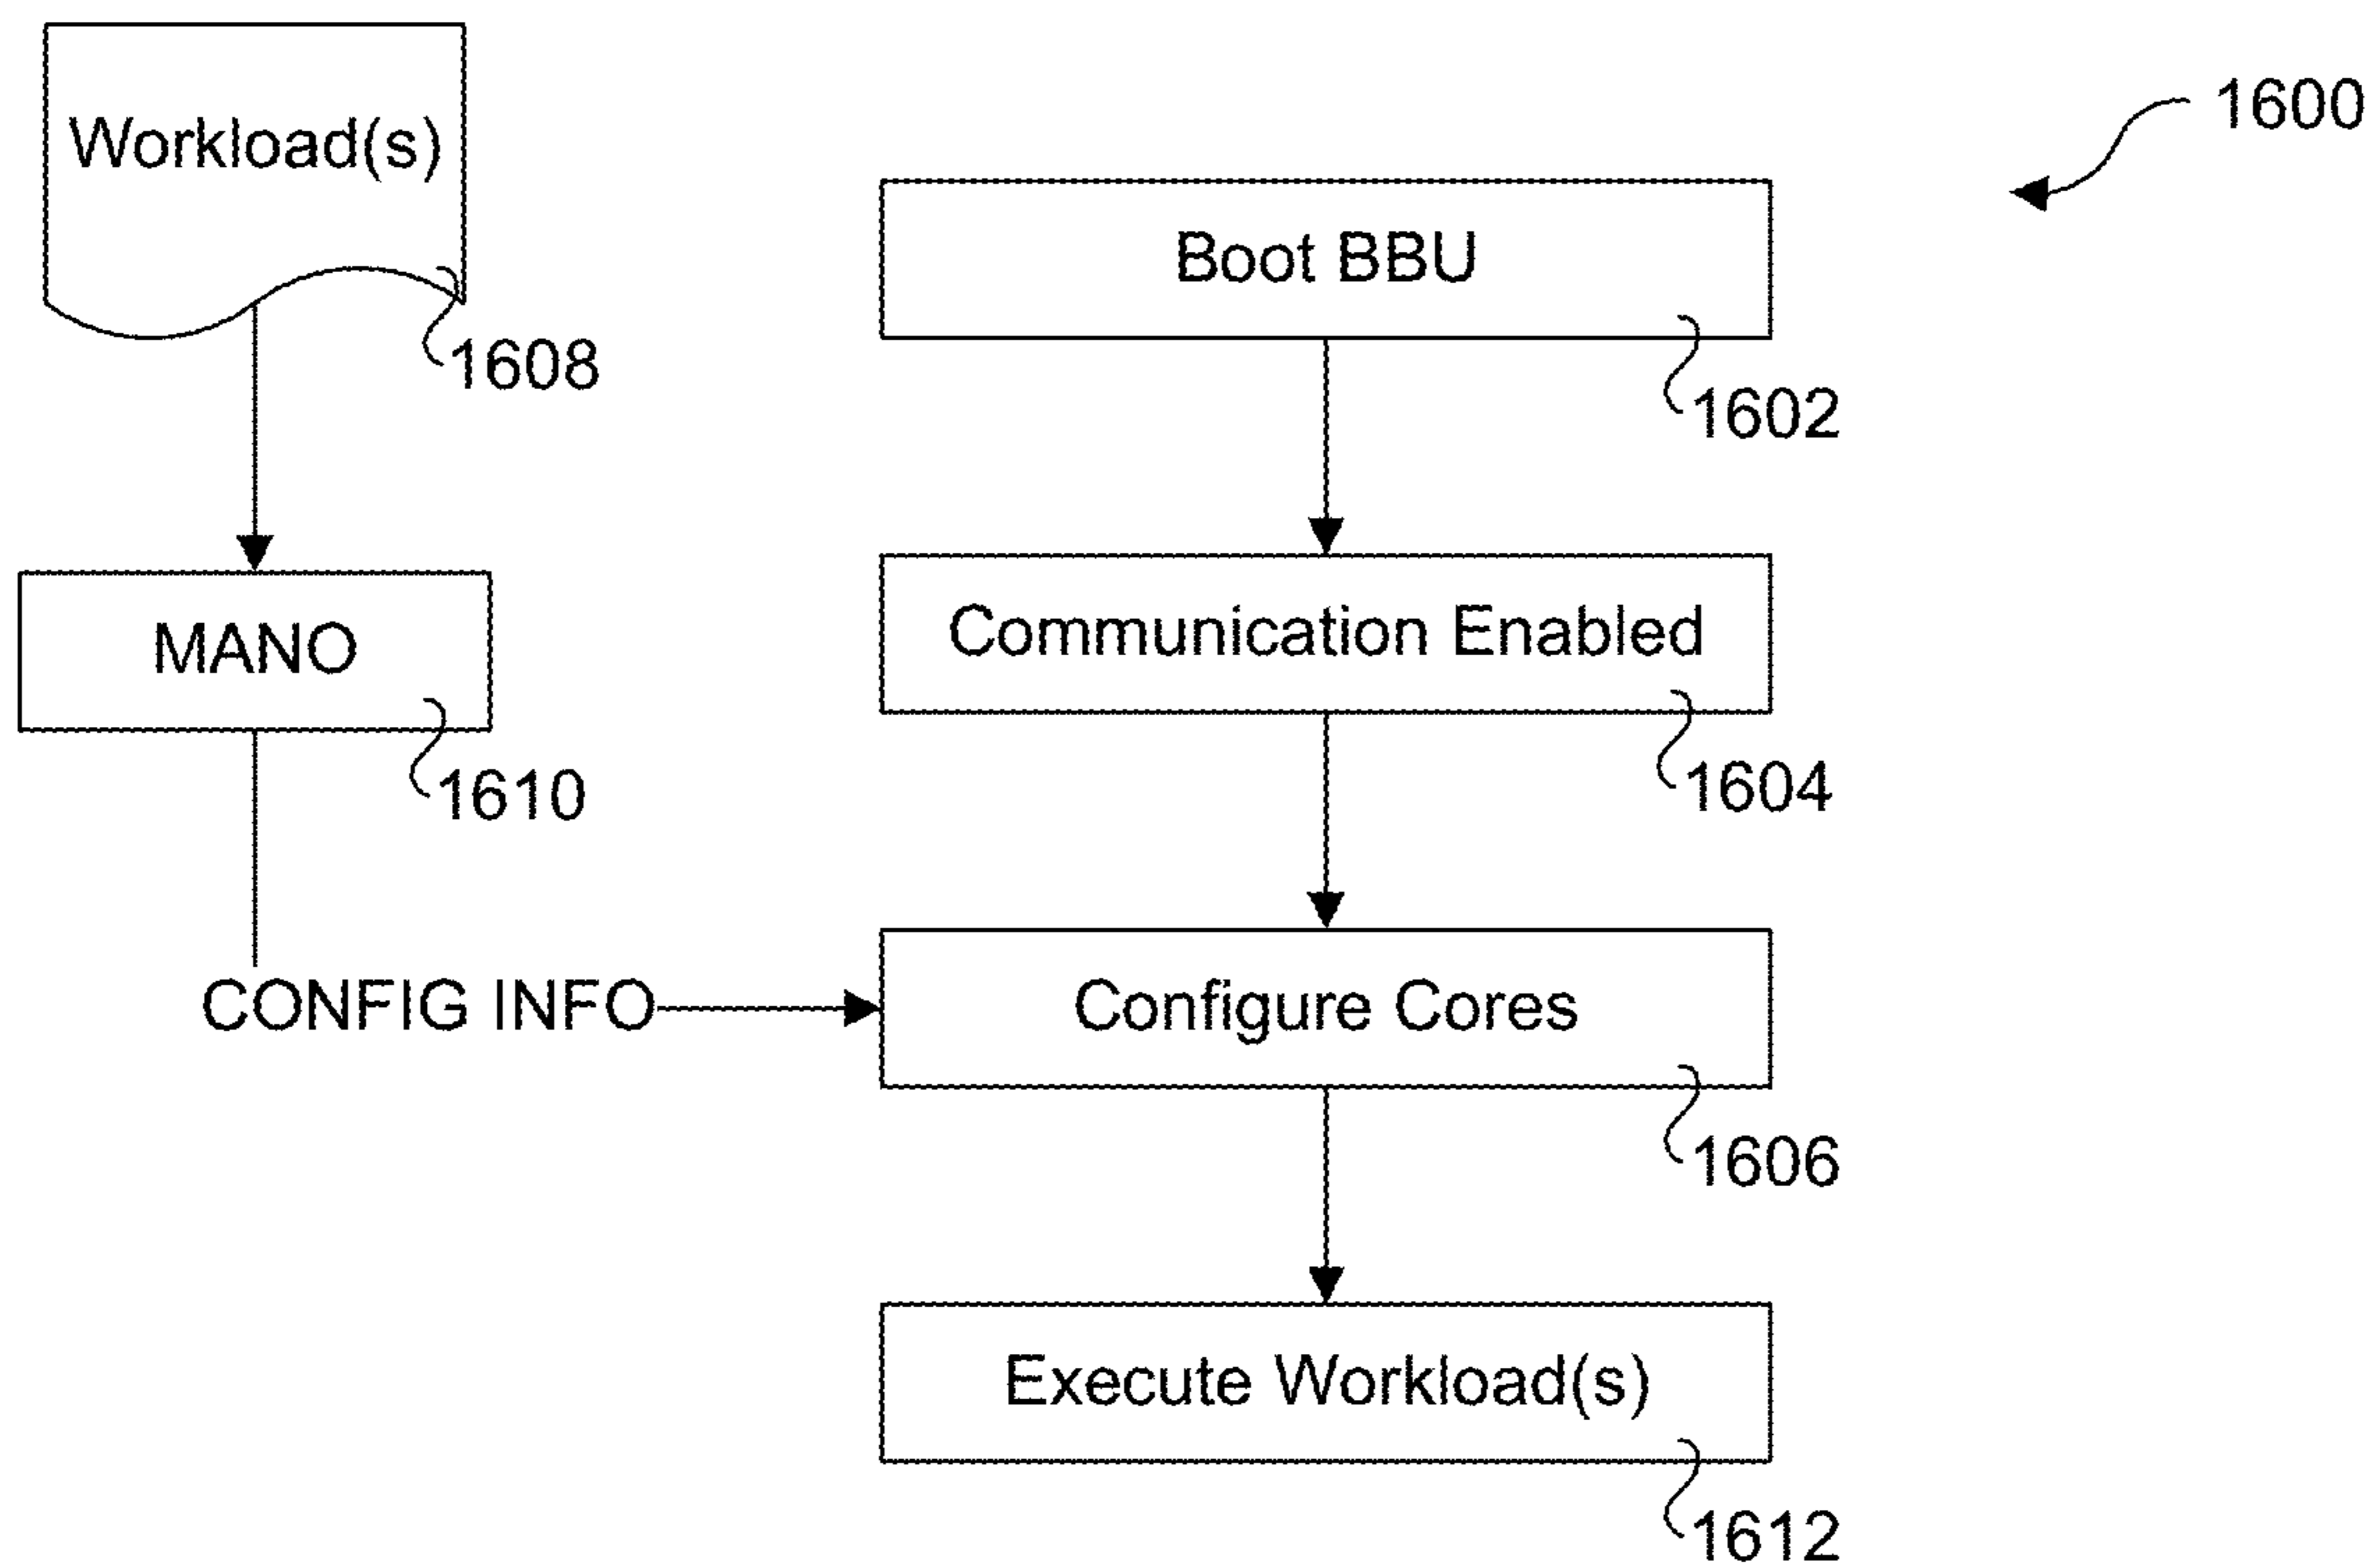 1600
Workload(s)
1608
Boot BBU
1602
MANO
1610
Communication Enabled
1604
CONFIG INFO
Configure Cores
1606
Execute Workload(s)
1612